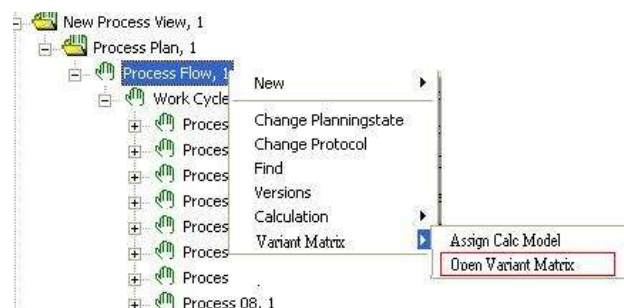 New Process View, 1
Process Plan, 1
Process Flow, 1
Work Cycle
Proces
Proces
Proces
Proces
Proces
Proces
Proces
Process 08, 1
New
Change Planningstate
Change Protocol
Find
Versions
Calculation
Variant Matrix
Assign Calc Model
Open Variant Matrix